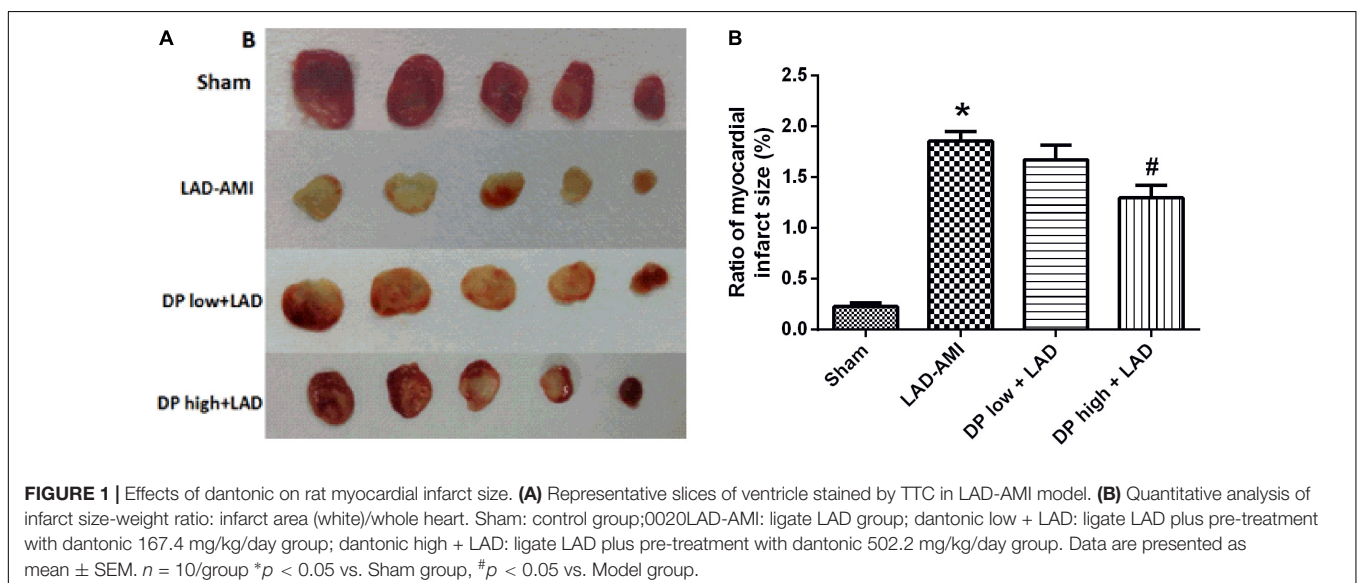 A
B
Sham
LAD-AMI
DP low+LAD
DP high+LAD
B
Ratio of myocardial
infarct size (%)
2.5
2.0
1.5
1.0
0.5
0.0
*
#
Sham
LAD-AMI
DP low + LAD
DP high + LAD
FIGURE 1 | Effects of dantonic on rat myocardial infarct size. (A) Representative slices of ventricle stained by TTC in LAD-AMI model. (B) Quantitative analysis of
infarct size-weight ratio: infarct area (white)/whole heart. Sham: control group;0020LAD-AMI: ligate LAD group; dantonic low + LAD: ligate LAD plus pre-treatment
with dantonic 167.4 mg/kg/day group; dantonic high + LAD: ligate LAD plus pre-treatment with dantonic 502.2 mg/kg/day group. Data are presented as
mean ± SEM. n = 10/group *p < 0.05 vs. Sham group, #p < 0.05 vs. Model group.